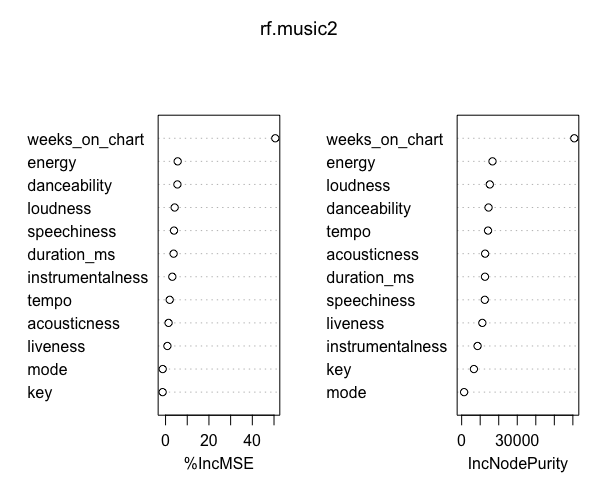 rf.music2
weeks_on_chart
energy
danceability
loudness
speechiness
duration_ms
instrumentalness
tempo
acousticness
liveness
mode
key
0 20 40
%IncMSE
weeks_on_chart
energy
loudness
danceability
tempo
acousticness
duration_ms
speechiness
liveness
instrumentalness
key
mode
0 30000
IncNodePurity